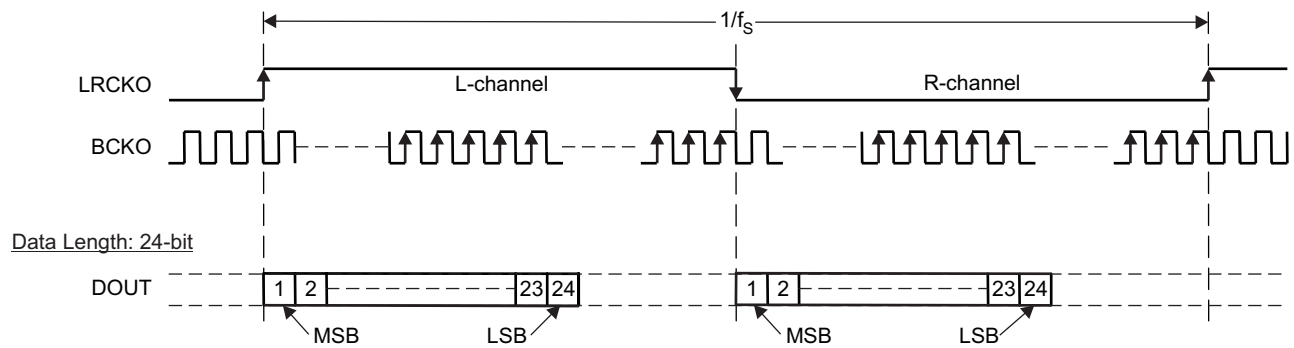 1/fS
LRCKO
L-channel
R-channel
BCKO
Data Length: 24-bit
DOUT
1 2 23 24 1 2 23 24
MSB LSB MSB LSB